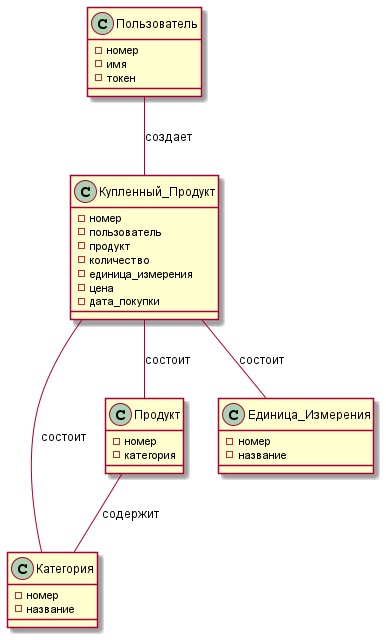 C Пользователь
номер
имя
токен
создает
C Купленный_Продукт
номер
пользователь
продукт
количество
единица_измерения
цена
дата_покупки
состоит
состоит
состоит
C Продукт
номер
категория
C Единица_Измерения
номер
название
содержит
C Категория
номер
название